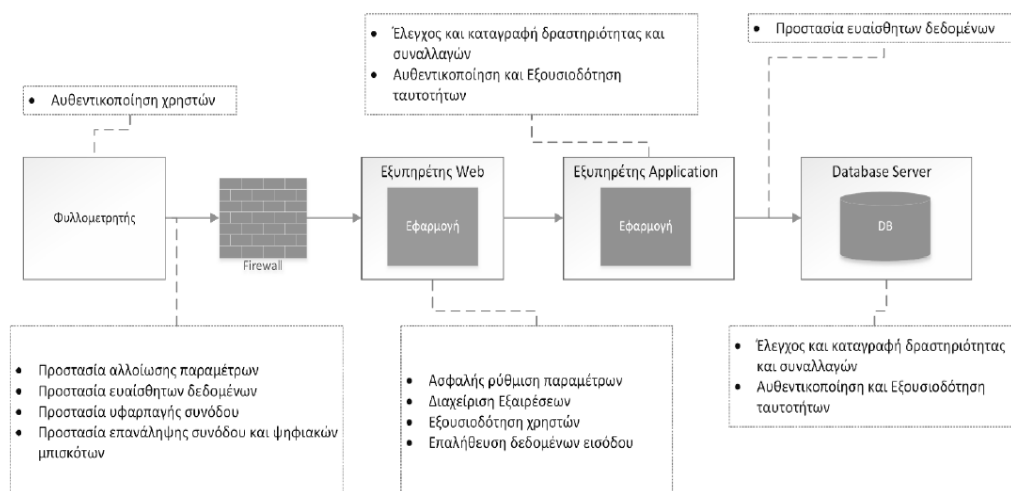 • Έλεγχος και καταγραφή δραστηριότητας και
συναλλαγών
• Αυθεντικοποίηση και Εξουσιοδότηση
ταυτοτήτων
• Προστασία ευαίσθητων δεδομένων
• Αυθεντικοποίηση χρηστών
Φυλλομετρητής
Firewall
Εξυπηρέτης Web
Εφαρμογή
Εξυπηρέτης Application
Εφαρμογή
Database Server
DB
• Προστασία αλλοίωσης παραμέτρων
• Προστασία ευαίσθητων δεδομένων
• Προστασία υφαρπαγής συνόδου
• Προστασία επανάληψης συνόδου και ψηφιακών
μπισκότων
• Ασφαλής ρύθμιση παραμέτρων
• Διαχείριση Εξαιρέσεων
• Εξουσιοδότηση χρηστών
• Επαλήθευση δεδομένων εισόδου
• Έλεγχος και καταγραφή δραστηριότητας
και συναλλαγών
• Αυθεντικοποίηση και Εξουσιοδότηση
ταυτοτήτων